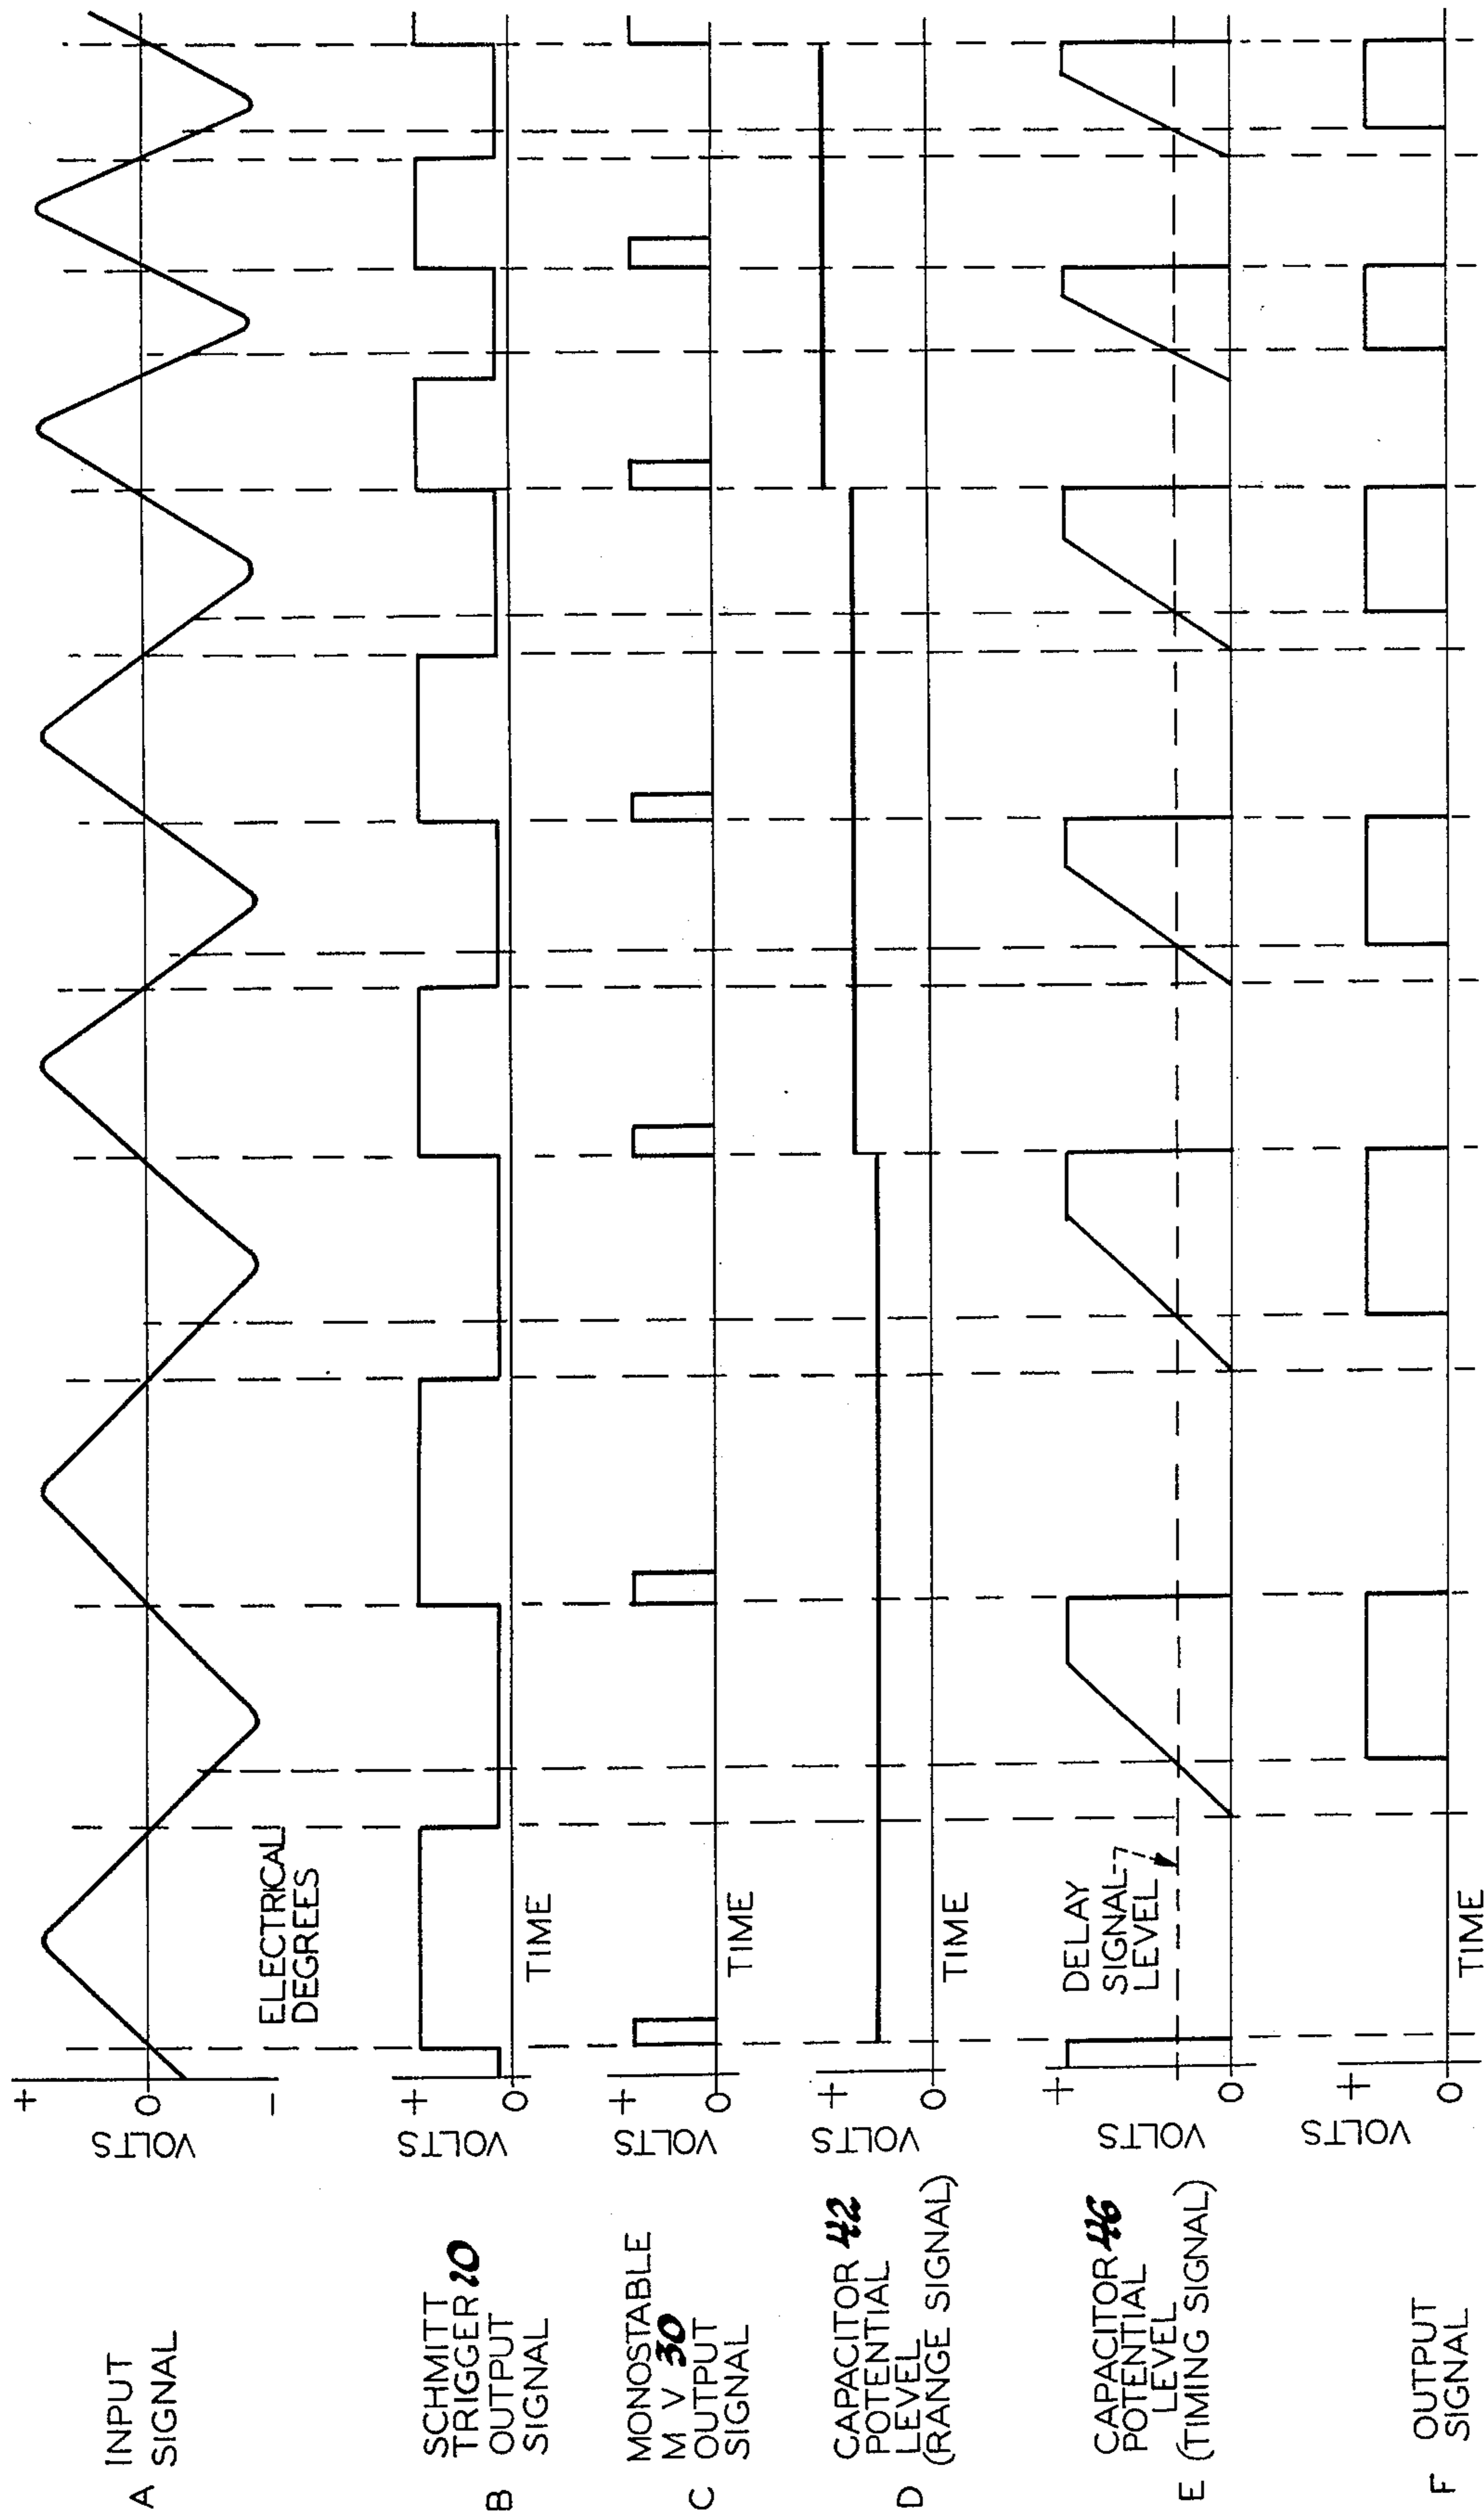 A INPUT
SIGNAL
VOLTS
+
0
-
ELECTRICAL
DEGREES
B SCHMITT
TRIGGER 10
OUTPUT
SIGNAL
VOLTS
+
0
TIME
C MONOSTABLE
M V 30
OUTPUT
SIGNAL
VOLTS
+
0
TIME
D CAPACITOR 42
POTENTIAL
LEVEL
(RANGE SIGNAL)
VOLTS
+
0
TIME
E CAPACITOR 46
POTENTIAL
LEVEL
(TIMING SIGNAL)
VOLTS
+
0
DELAY
SIGNAL
LEVEL
F OUTPUT
SIGNAL
VOLTS
+
0
TIME